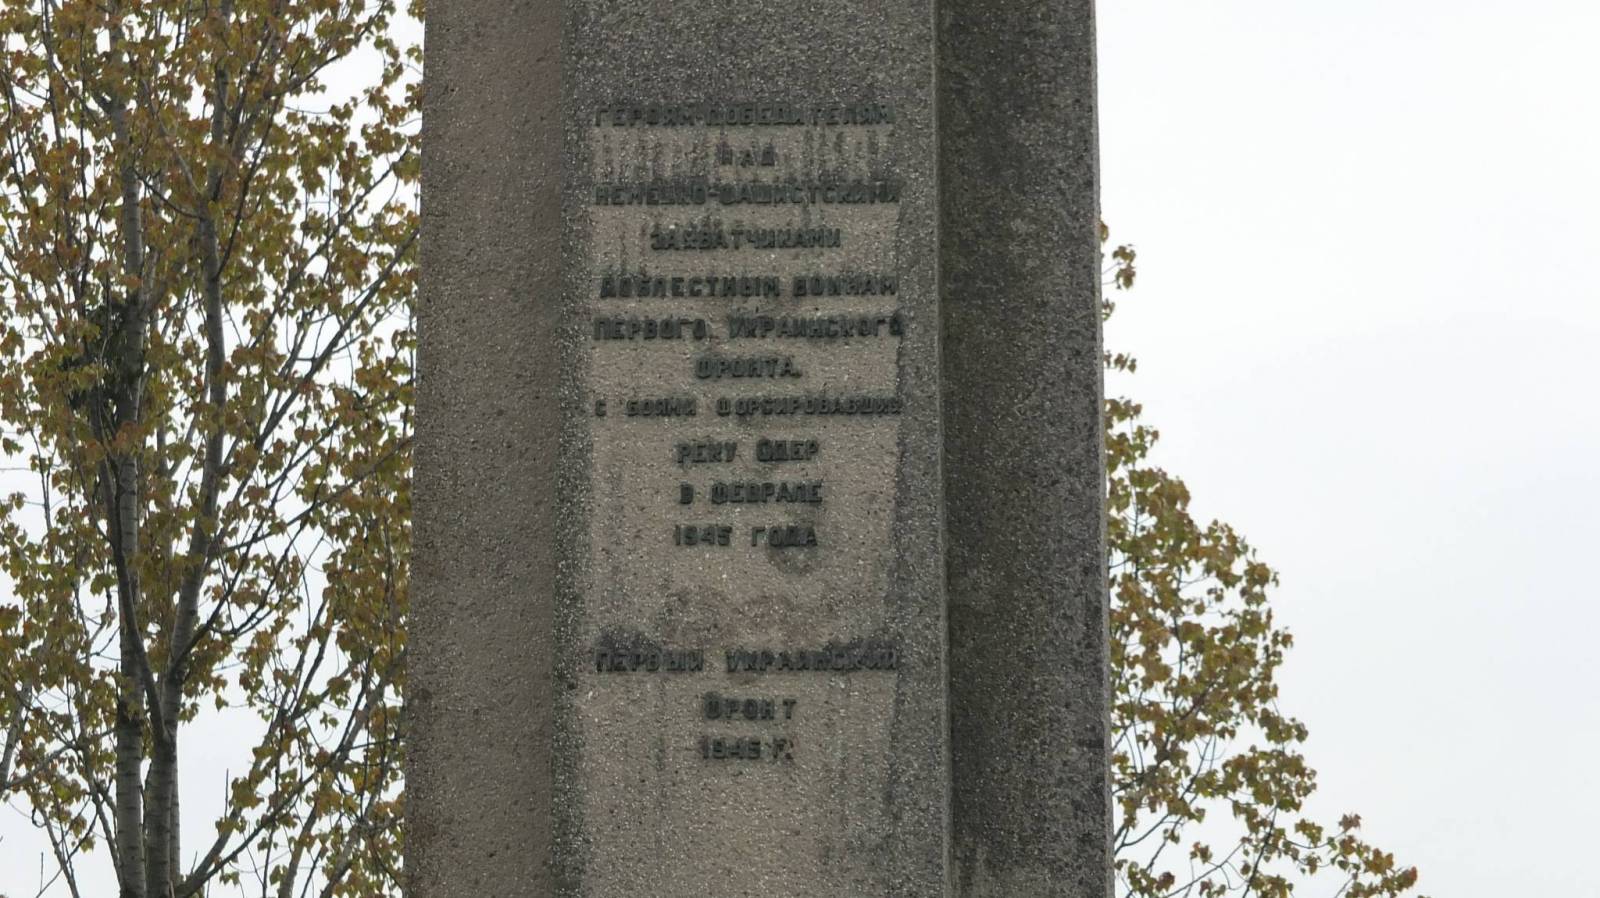 ГЕРОЯМ-ПОБЕДИТЕЛЯМ
НАД
НЕМЕЦКО-ФАШИСТСКИМИ
ЗАХВАТЧИКАМИ
ДОБЛЕСТНЫМ ВОИНАМ
ПЕРВОГО УКРАИНСКОГО
ФРОНТА.
С БОЯМИ ФОРСИРОВАВШИМ
РЕКУ ОДЕР
В ФЕВРАЛЕ
1945 ГОДА
ПЕРВЫЙ УКРАИНСКИЙ
ФРОНТ
1945 Г.